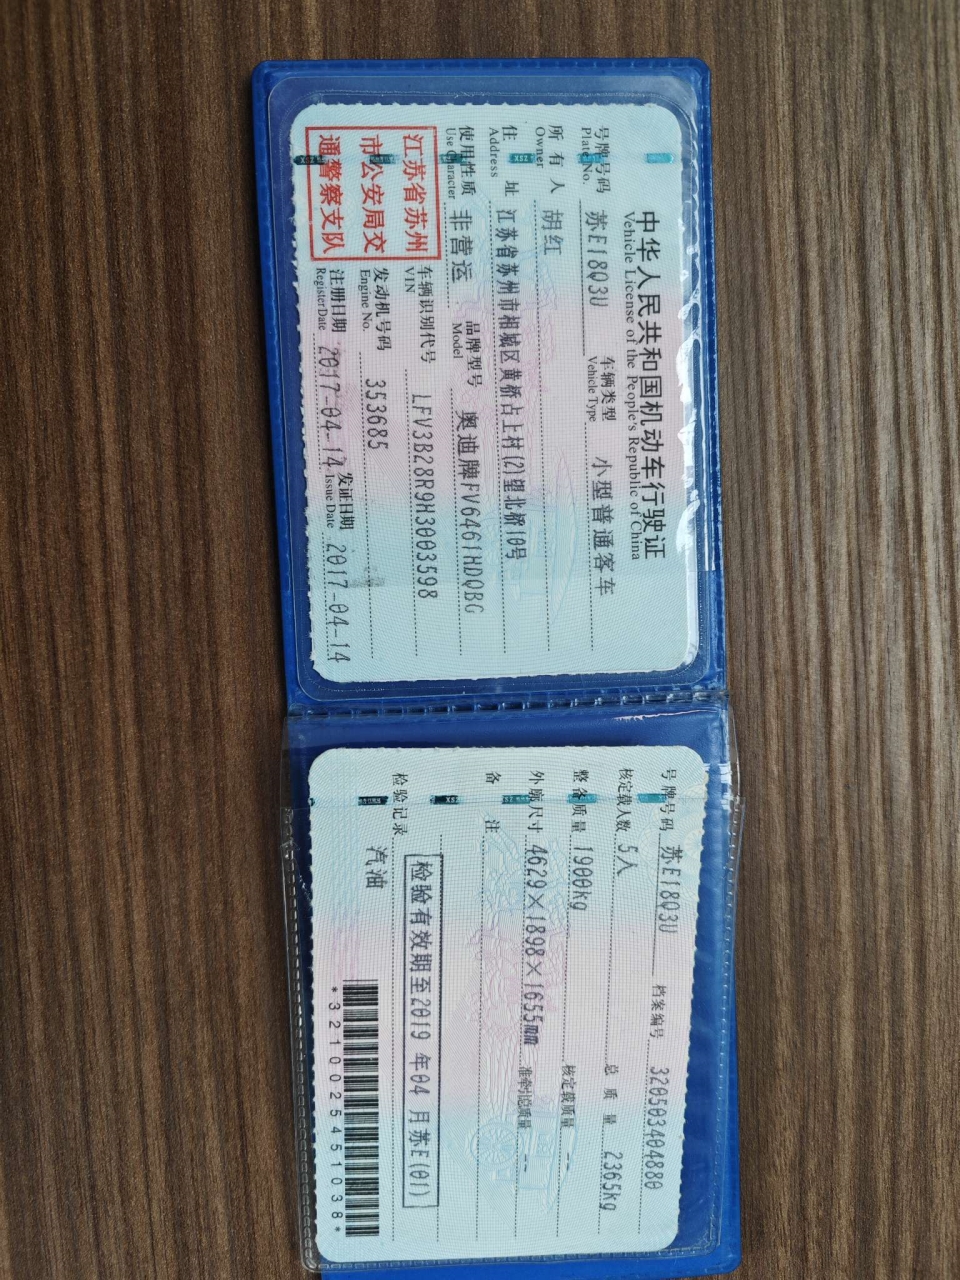 中华人民共和国机动车行驶证
Vehicle License of the People's Republic of China
号牌号码 苏E18Q3U 车辆类型 小型普通客车
Plate No. Vehicle Type
所有人 胡红
Owner
住址 江苏省苏州市相城区黄桥占上村(2)望北桥10号
Address
使用性质 非营运 品牌型号 奥迪牌FV6461HDQBG
Use Character Model
江苏省苏州市公安局交通警察支队
车辆识别代号 LFV3B28R9H3003598
VIN
发动机号码 353685
Engine No.
注册日期 2017-04-14 发证日期 2017-04-14
Register Date Issue Date
号牌号码 苏E18Q3U 档案编号 320503404880
核定载人数 5人 总质量 2365kg
整备质量 1900kg 核定载质量 --
外廓尺寸 4629×1898×1655mm 准牵引总质量 --
备注
检验有效期至2019年04月苏E(01)
检验记录
汽油
*3210025451038*